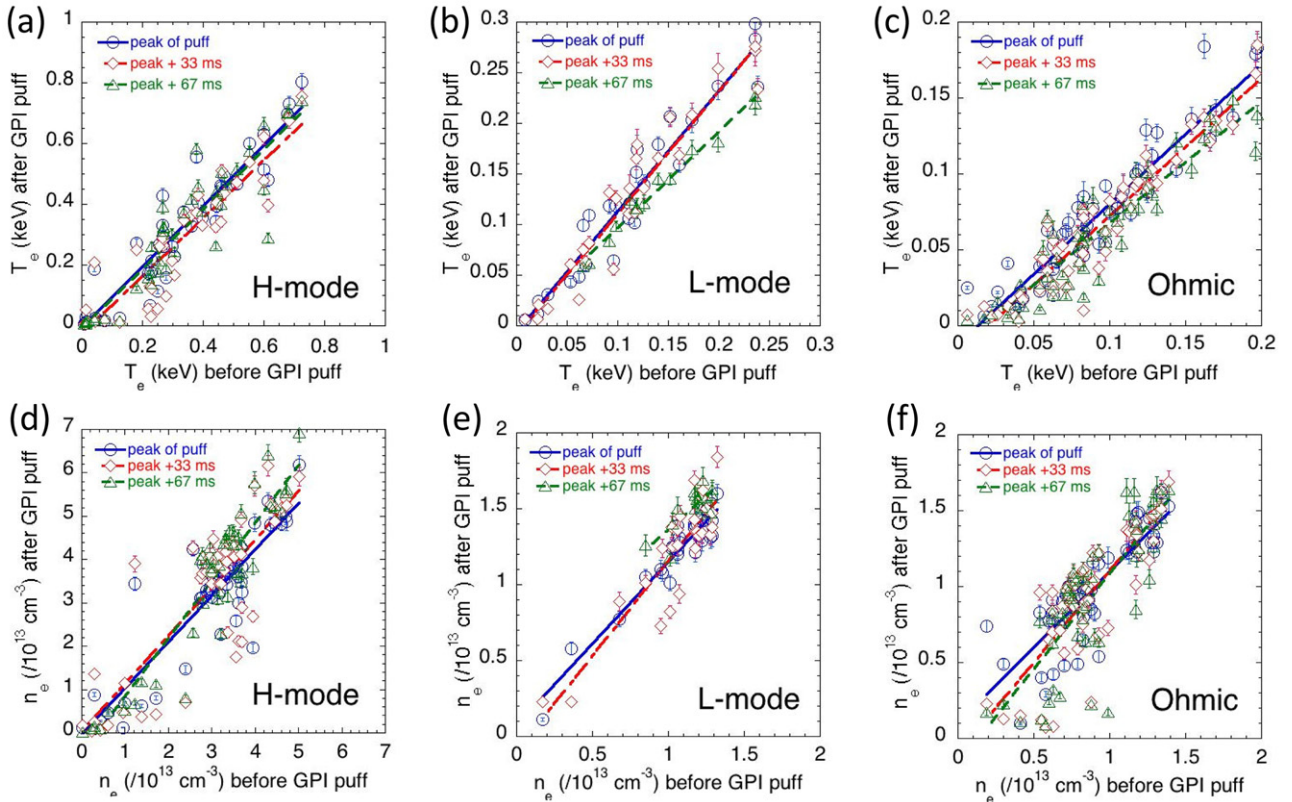 (a)
1
0.8
0.6
0.4
0.2
0
T_e (keV) after GPI puff
peak of puff
peak + 33 ms
peak + 67 ms
H-mode
0 0.2 0.4 0.6 0.8 1
T_e (keV) before GPI puff
(b)
0.3
0.25
0.2
0.15
0.1
0.05
0
T_e (keV) after GPI puff
peak of puff
peak +33 ms
peak +67 ms
L-mode
0 0.05 0.1 0.15 0.2 0.25 0.3
T_e (keV) before GPI puff
(c)
0.2
0.15
0.1
0.05
0
T_e (keV) after GPI puff
peak of puff
peak + 33 ms
peak + 67 ms
Ohmic
0 0.05 0.1 0.15 0.2
T_e (keV) before GPI puff
(d)
7
6
5
4
3
2
1
0
n_e (/10^13 cm^-3) after GPI puff
peak of puff
peak +33 ms
peak +67 ms
H-mode
0 1 2 3 4 5 6 7
n_e (/10^13 cm^-3) before GPI puff
(e)
2
1.5
1
0.5
0
n_e (/10^13 cm^-3) after GPI puff
peak of puff
peak +33 ms
peak +67 ms
L-mode
0 0.5 1 1.5 2
n_e (/10^13 cm^-3) before GPI puff
(f)
2
1.5
1
0.5
0
n_e (/10^13 cm^-3) after GPI puff
peak of puff
peak +33 ms
peak +67 ms
Ohmic
0 0.5 1 1.5 2
n_e (/10^13 cm^-3) before GPI puff